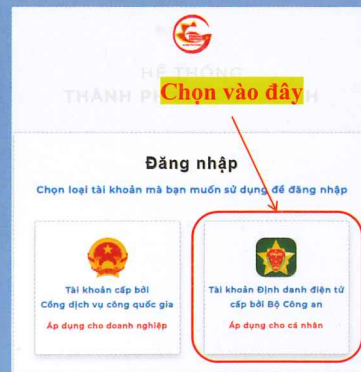 HỆ THỐNG
Chọn vào đây
Đăng nhập
Chọn loại tài khoản mà bạn muốn sử dụng để đăng nhập
Tài khoản cấp bởi
Cổng dịch vụ công quốc gia
Áp dụng cho doanh nghiệp
Tài khoản Định danh điện tử
cấp bởi Bộ Công an
Áp dụng cho cá nhân